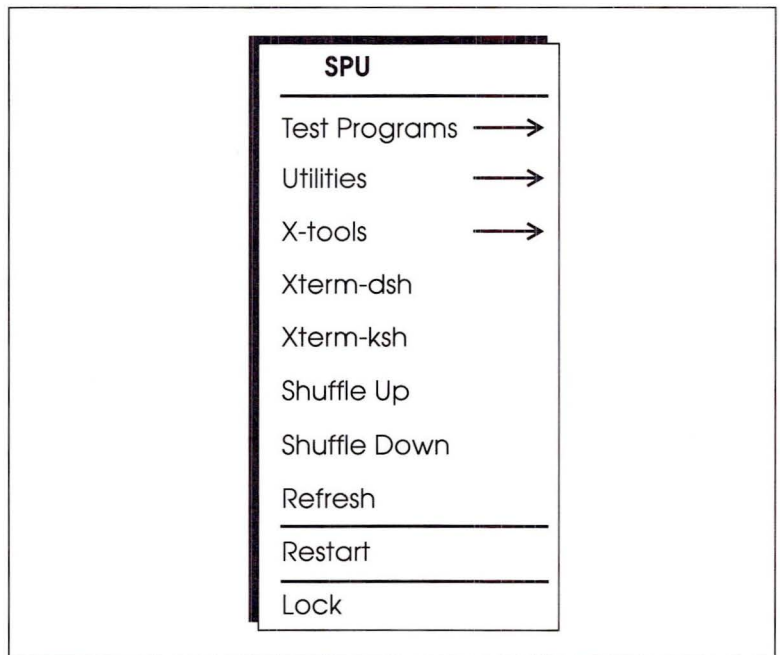 SPU
Test Programs
Utilities
X-tools
Xterm-dsh
Xterm-ksh
Shuffle Up
Shuffle Down
Refresh
Restart
Lock